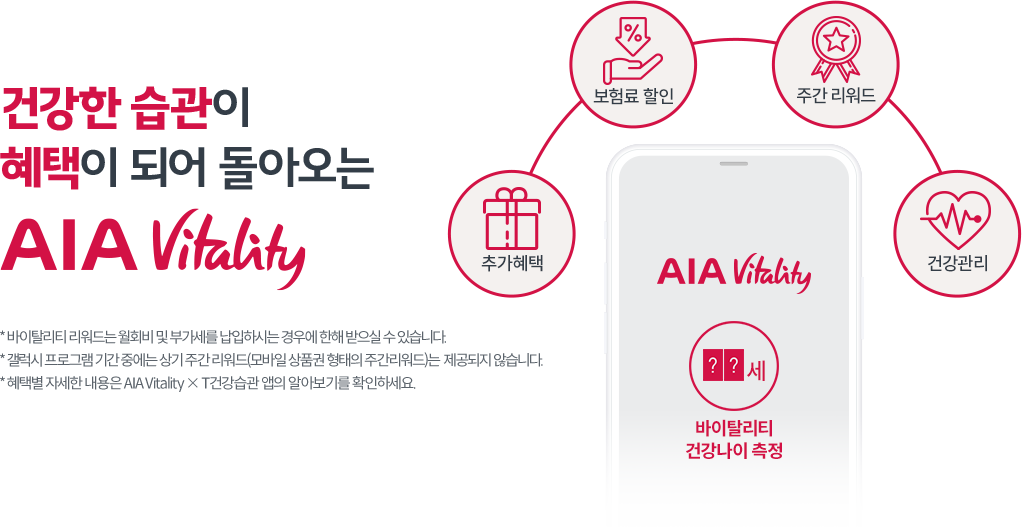 건강한 습관이
혜택이 되어 돌아오는
AIA Vitality
* 바이탈리티 리워드는 월회비 및 부가세를 납입하시는 경우에 한해 받으실 수 있습니다.
* 갤럭시 프로그램 기간 중에는 상기 주간 리워드(모바일 상품권 형태의 주간리워드)는 제공되지 않습니다.
* 혜택별 자세한 내용은 AIA Vitality × T건강습관 앱의 알아보기를 확인하세요.
추가혜택
%
보험료 할인
주간 리워드
건강관리
AIA Vitality
??세
바이탈리티
건강나이 측정